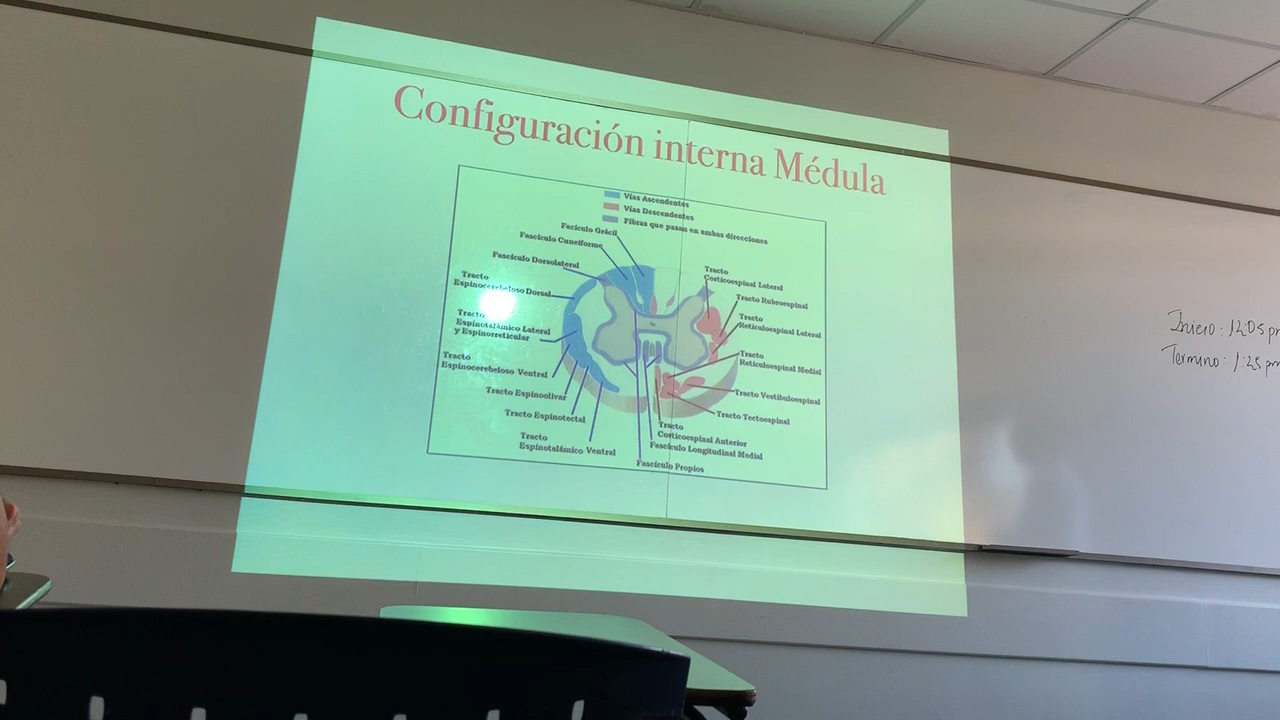 Configuración interna Médula
Vías Ascendentes
Vías Descendentes
Fibras que pasan en ambas direcciones
Facículo Grácil
Fascículo Cuneiforme
Fascículo Dorsolateral
Tracto
Espinocerebeloso Dorsal
Tracto
Espinotalámico Lateral
y Espinorreticular
Tracto
Espinocerebeloso Ventral
Tracto Espinoolivar
Tracto Espinotectal
Tracto
Espinotalámico Ventral
Tracto
Corticoespinal Lateral
Tracto Rubroespinal
Tracto
Reticuloespinal Lateral
Tracto
Reticuloespinal Medial
Tracto Vestibuloespinal
Tracto Tectoespinal
Tracto
Corticoespinal Anterior
Fascículo Longitudinal Medial
Fascículo Propios
Inicio: 12:05 pm
Termino: 1:25 pm